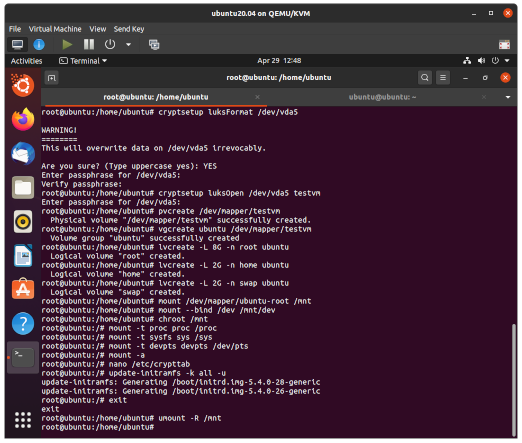 ubuntu20.04 on QEMU/KVM
File Virtual Machine View Send Key
Activities Terminal Apr 29 12:48
root@ubuntu: /home/ubuntu
root@ubuntu: /home/ubuntu ubuntu@ubuntu: ~
root@ubuntu:/home/ubuntu# cryptsetup luksFormat /dev/vda5
WARNING!
========
This will overwrite data on /dev/vda5 irrevocably.
Are you sure? (Type uppercase yes): YES
Enter passphrase for /dev/vda5:
Verify passphrase:
root@ubuntu:/home/ubuntu# cryptsetup luksOpen /dev/vda5 testvm
Enter passphrase for /dev/vda5:
root@ubuntu:/home/ubuntu# pvcreate /dev/mapper/testvm
Physical volume "/dev/mapper/testvm" successfully created.
root@ubuntu:/home/ubuntu# vgcreate ubuntu /dev/mapper/testvm
Volume group "ubuntu" successfully created
root@ubuntu:/home/ubuntu# lvcreate -L 8G -n root ubuntu
Logical volume "root" created.
root@ubuntu:/home/ubuntu# lvcreate -L 2G -n home ubuntu
Logical volume "home" created.
root@ubuntu:/home/ubuntu# lvcreate -L 2G -n swap ubuntu
Logical volume "swap" created.
root@ubuntu:/home/ubuntu# mount /dev/mapper/ubuntu-root /mnt
root@ubuntu:/home/ubuntu# mount --bind /dev /mnt/dev
root@ubuntu:/home/ubuntu# chroot /mnt
root@ubuntu:/# mount -t proc proc /proc
root@ubuntu:/# mount -t sysfs sys /sys
root@ubuntu:/# mount -t devpts devpts /dev/pts
root@ubuntu:/# mount -a
root@ubuntu:/# nano /etc/crypttab
root@ubuntu:/# update-initramfs -k all -u
update-initramfs: Generating /boot/initrd.img-5.4.0-28-generic
update-initramfs: Generating /boot/initrd.img-5.4.0-26-generic
root@ubuntu:/# exit
exit
root@ubuntu:/home/ubuntu# umount -R /mnt
root@ubuntu:/home/ubuntu#